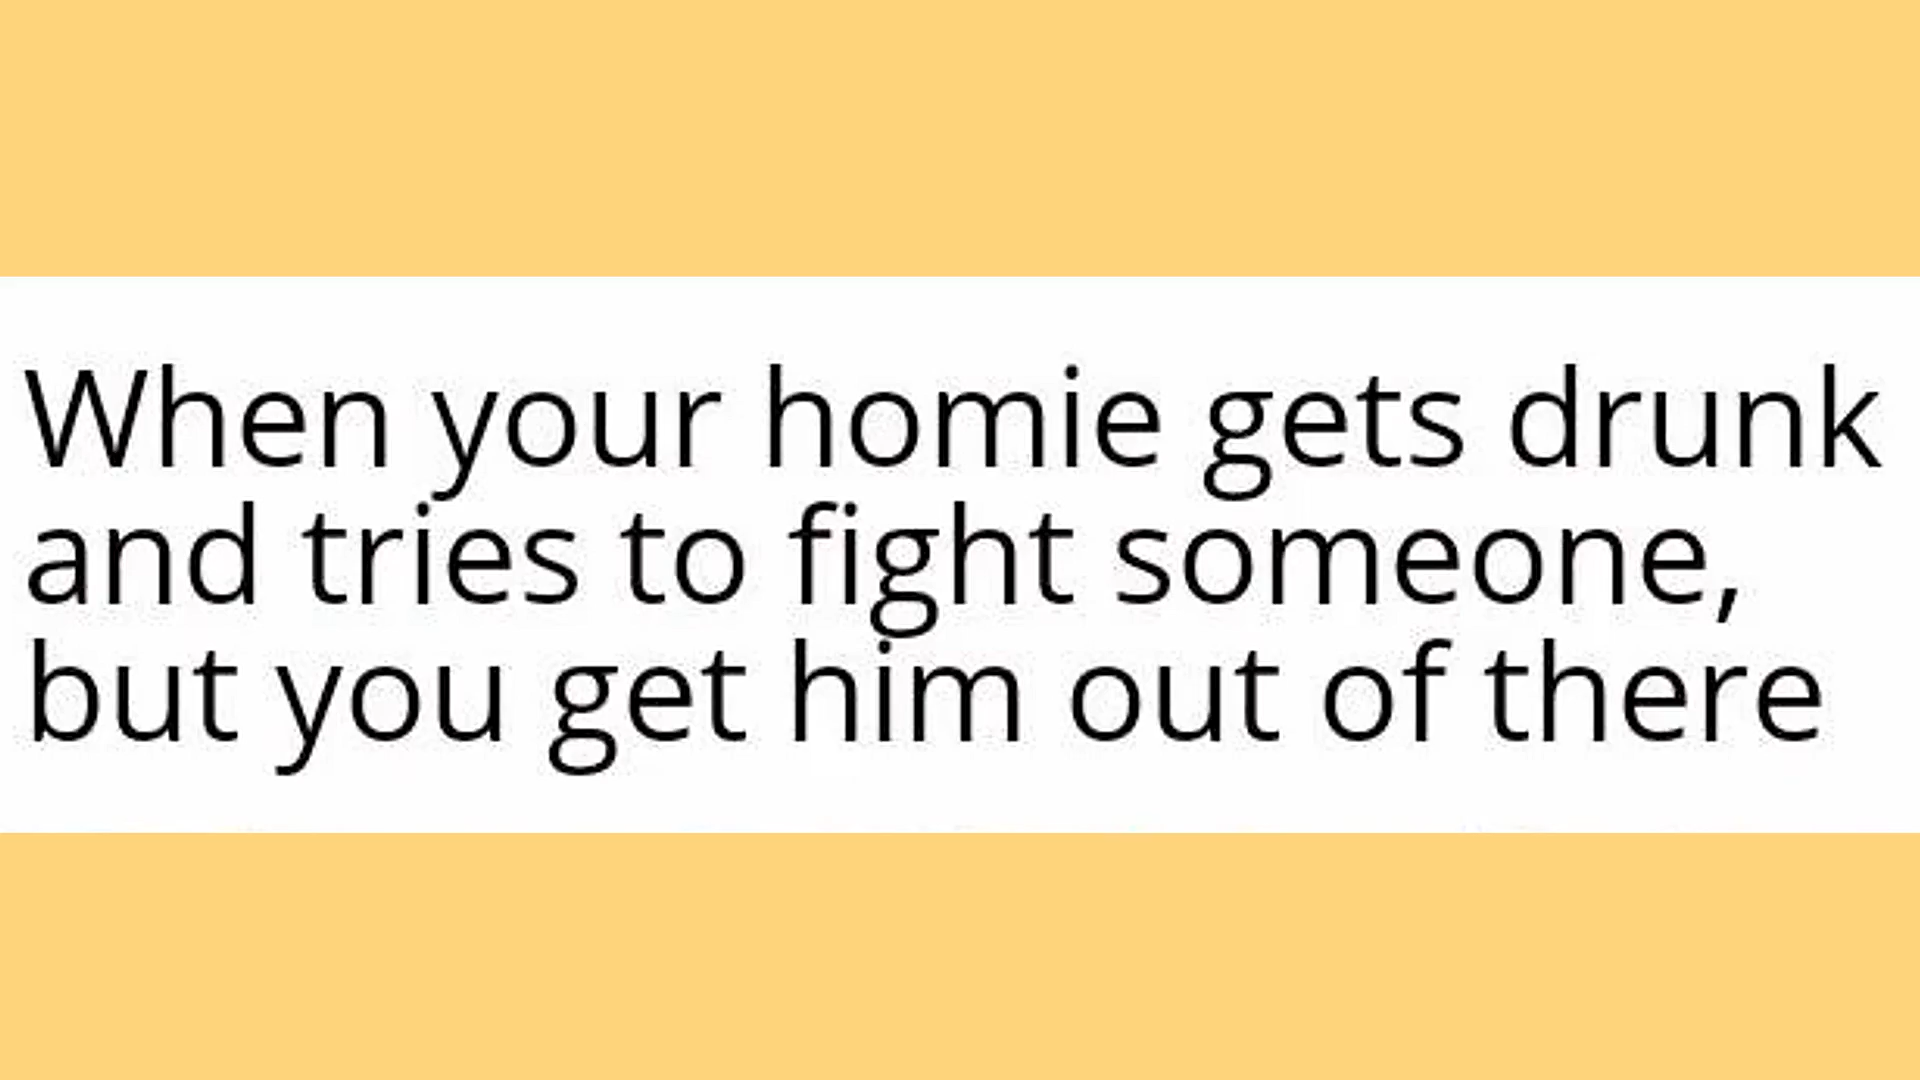 When your homie gets drunk
and tries to fight someone,
but you get him out of there